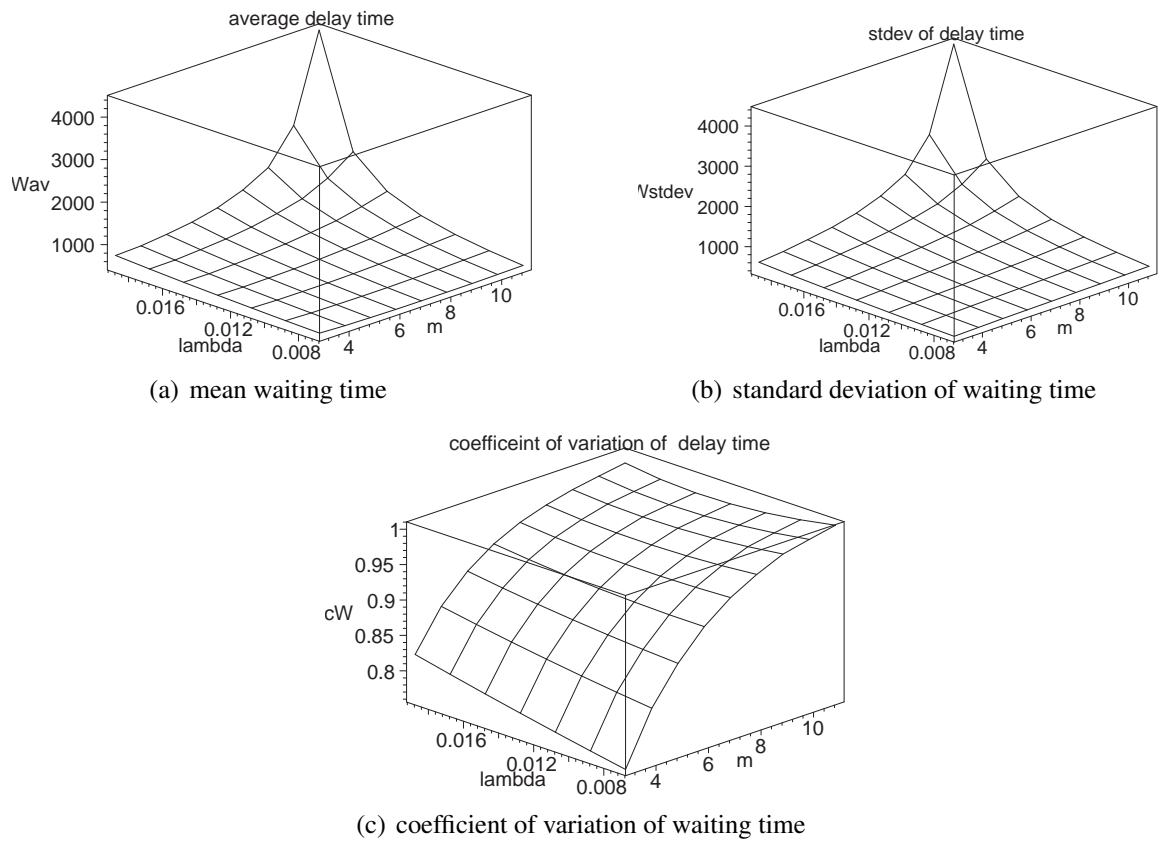 average delay time
4000
3000
Wav
2000
1000
0.016
0.012
lambda
0.008
4
6
m
8
10
(a) mean waiting time
stdev of delay time
4000
3000
Wstdev
2000
1000
0.016
0.012
lambda
0.008
4
6
m
8
10
(b) standard deviation of waiting time
coefficeint of variation of delay time
1
0.95
0.9
cW
0.85
0.8
0.016
0.012
lambda
0.008
4
6
m
8
10
(c) coefficient of variation of waiting time